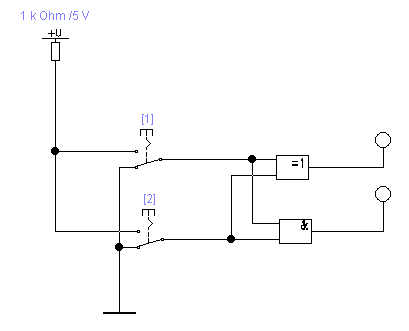 1 k Ohm /5 V
+U
[1]
=1
[2]
&